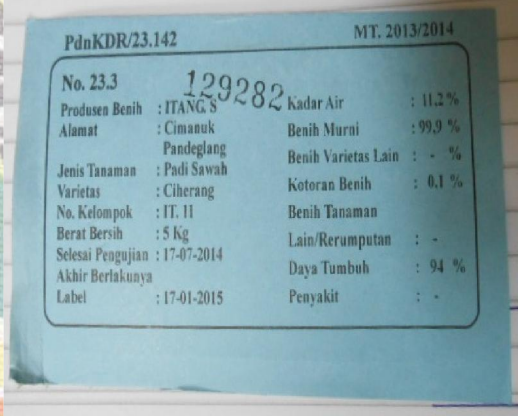 PdnKDR/23.142 MT. 2013/2014
No. 23.3 129282
Produsen Benih : ITANG S
Alamat : Cimanuk
Pandeglang
Jenis Tanaman : Padi Sawah
Varietas : Ciherang
No. Kelompok : IT. 11
Berat Bersih : 5 Kg
Selesai Pengujian : 17-07-2014
Akhir Berlakunya
Label : 17-01-2015
Kadar Air : 11,2 %
Benih Murni : 99,9 %
Benih Varietas Lain : - %
Kotoran Benih : 0,1 %
Benih Tanaman
Lain/Rerumputan : -
Daya Tumbuh : 94 %
Penyakit : -